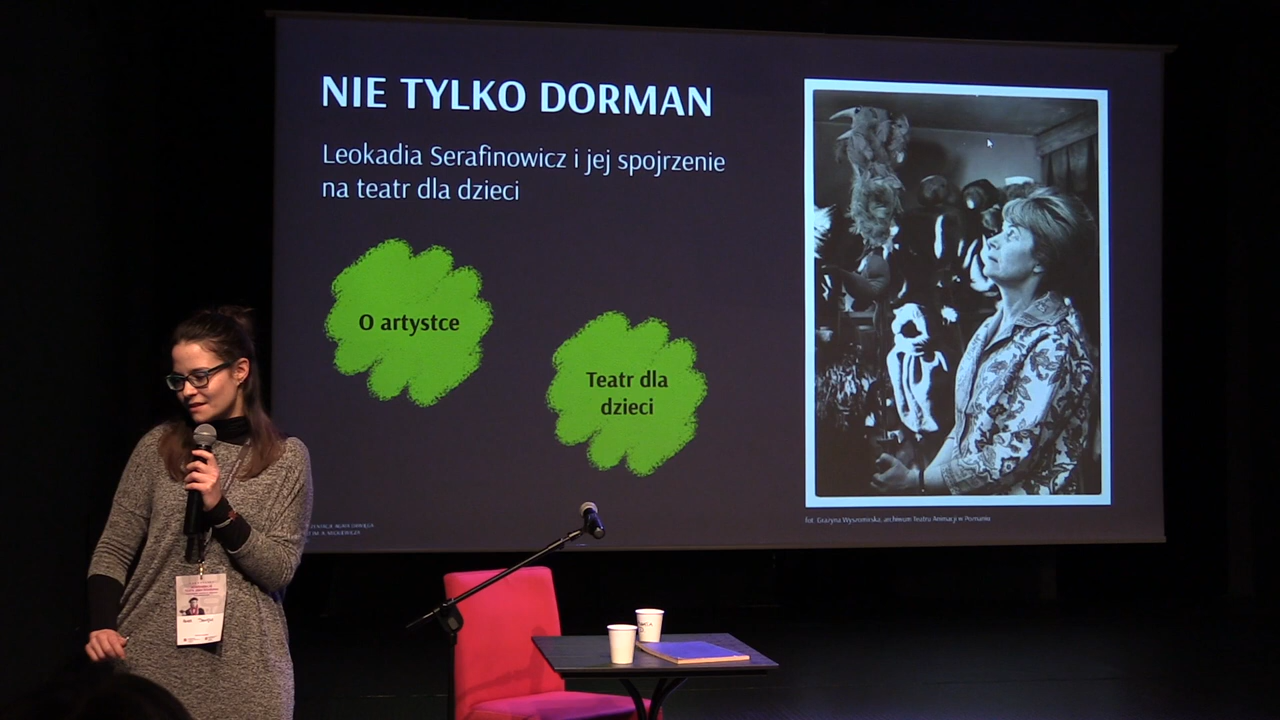 NIE TYLKO DORMAN
Leokadia Serafinowicz i jej spojrzenie
na teatr dla dzieci
O artystce
Teatr dla
dzieci
fot. Grażyna Wyszomirska, archiwum Teatru Animacji w Poznaniu